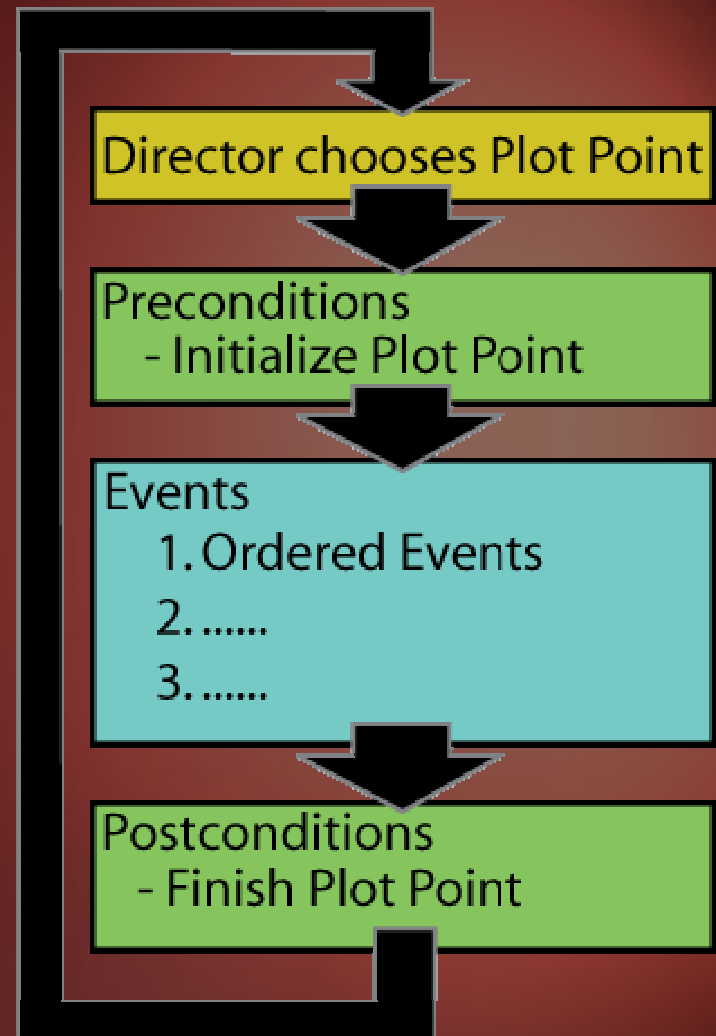 Director chooses Plot Point
Preconditions
- Initialize Plot Point
Events
1. Ordered Events
2. ......
3. ......
Postconditions
- Finish Plot Point